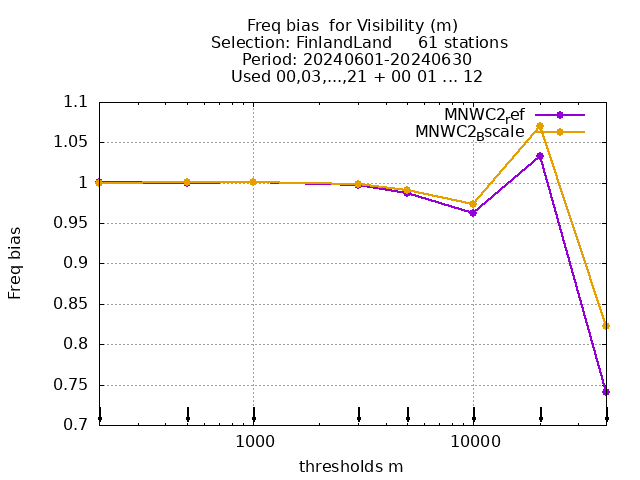 Freq bias  for Visibility (m)
Selection: FinlandLand     61 stations
Period: 20240601-20240630
Used 00,03,...,21 + 00 01 ... 12
MNWC2ref
MNWC2Bscale
1.1
1.05
1
0.95
0.9
0.85
0.8
0.75
0.7
Freq bias
1000
10000
thresholds m